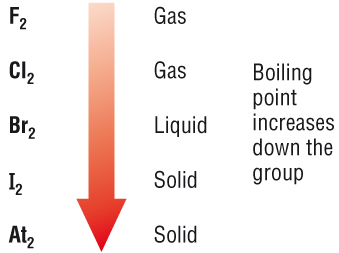 F₂ Gas
Cl₂ Gas
Br₂ Liquid
I₂ Solid
At₂ Solid
Boiling
point
increases
down the
group